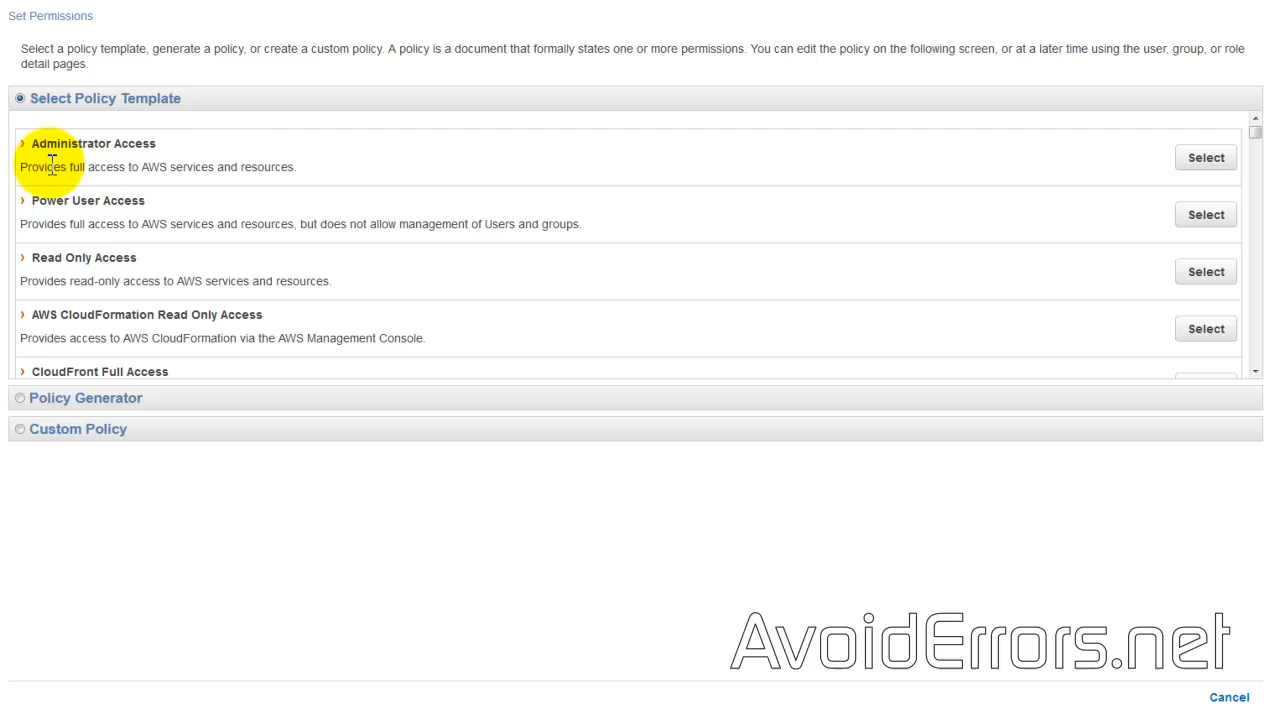 Set Permissions
Select a policy template, generate a policy, or create a custom policy. A policy is a document that formally states one or more permissions. You can edit the policy on the following screen, or at a later time using the user, group, or role
detail pages.
Select Policy Template
› Administrator Access
Provides full access to AWS services and resources.
Select
› Power User Access
Provides full access to AWS services and resources, but does not allow management of Users and groups.
Select
› Read Only Access
Provides read-only access to AWS services and resources.
Select
› AWS CloudFormation Read Only Access
Provides access to AWS CloudFormation via the AWS Management Console.
Select
› CloudFront Full Access
Policy Generator
Custom Policy
AvoidErrors.net
Cancel